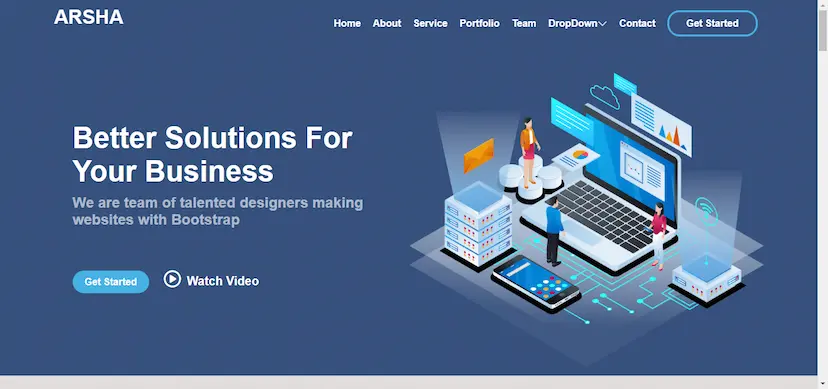 ARSHA
Home About Service Portfolio Team DropDown Contact Get Started
Better Solutions For
Your Business
We are team of talented designers making
websites with Bootstrap
Get Started Watch Video